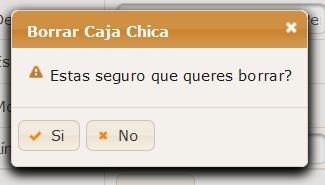 Borrar Caja Chica
Estas seguro que queres borrar?
Si
No